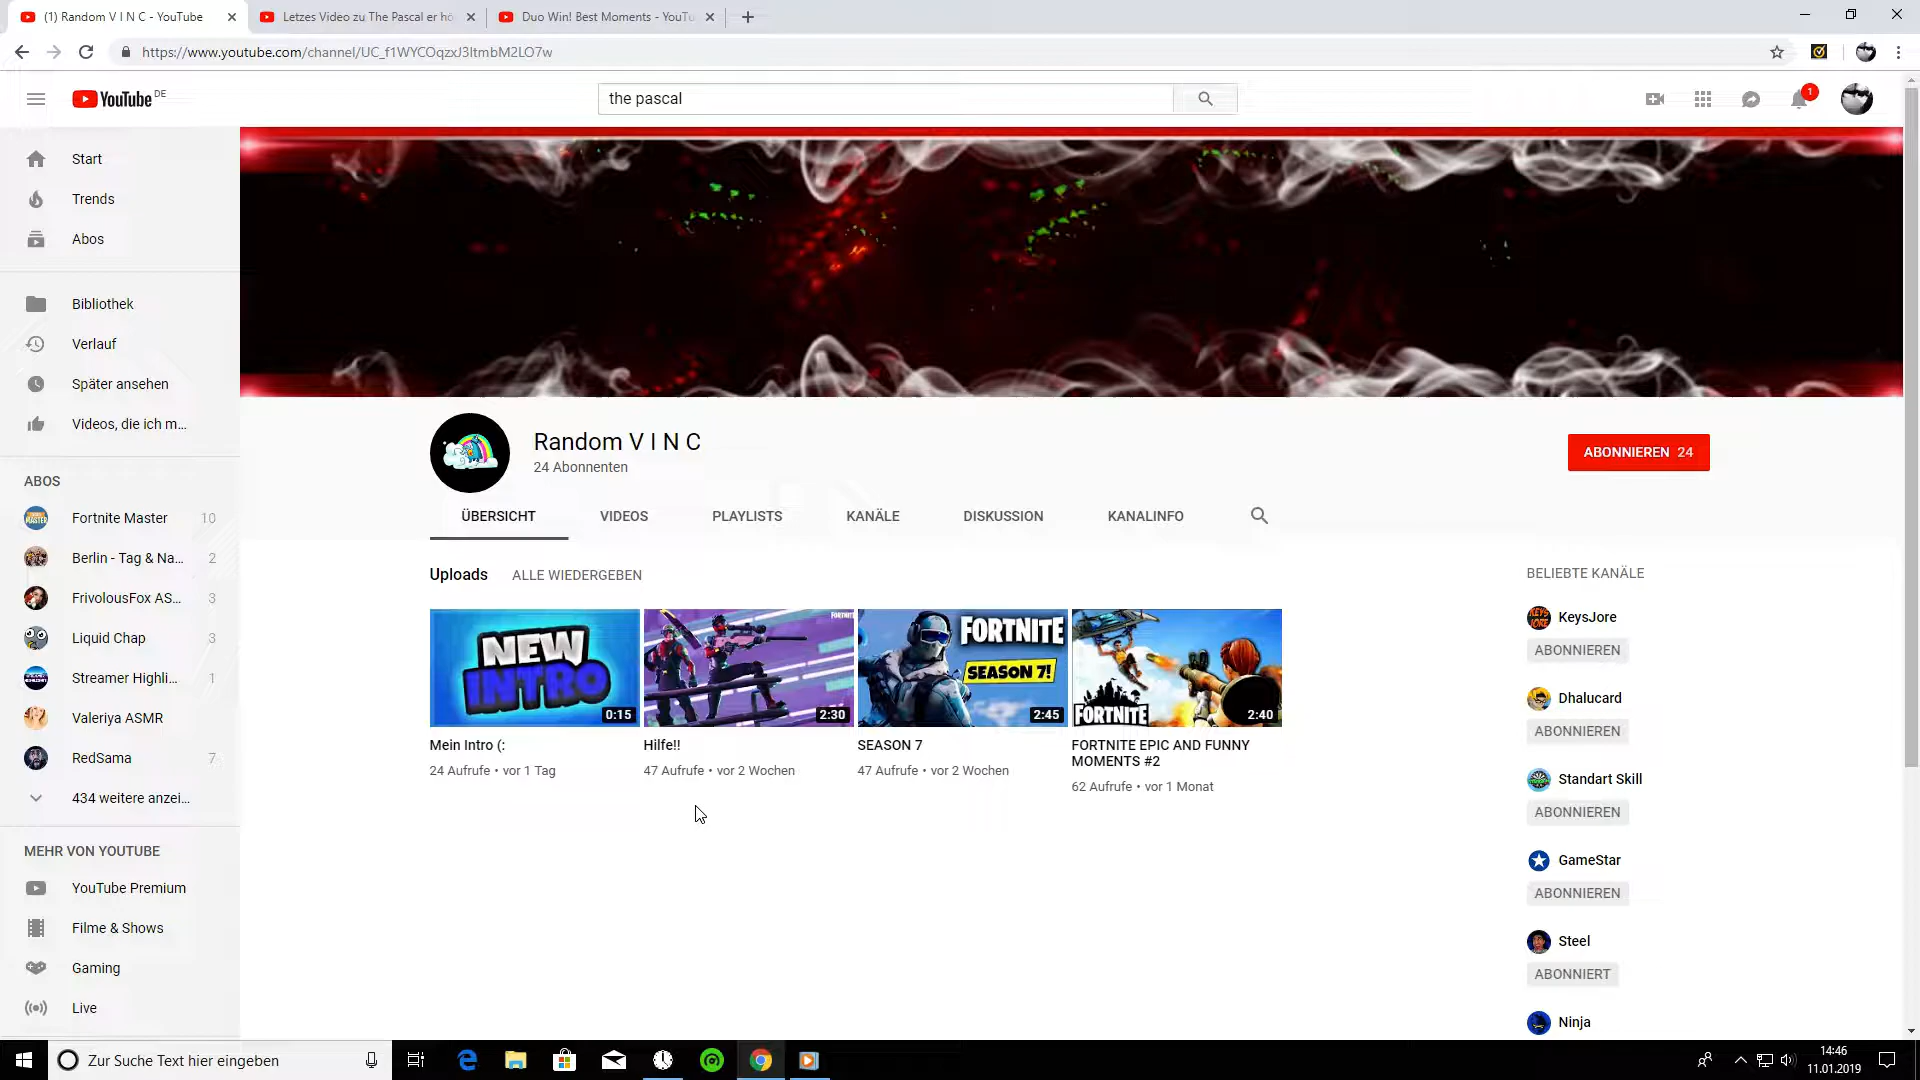 (1) Random V I N C - YouTube
Letzes Video zu The Pascal er hö
Duo Win! Best Moments - YouTu
https://www.youtube.com/channel/UC_f1WYCOqzxJ3ltmbM2LO7w
YouTube DE
the pascal
1
Start
Trends
Abos
Bibliothek
Verlauf
Später ansehen
Videos, die ich m...
ABOS
Fortnite Master 10
Berlin - Tag & Na... 2
FrivolousFox AS... 3
Liquid Chap 3
Streamer Highli... 1
Valeriya ASMR
RedSama 7
434 weitere anzei...
MEHR VON YOUTUBE
YouTube Premium
Filme & Shows
Gaming
Live
Random V I N C
24 Abonnenten
ABONNIEREN 24
ÜBERSICHT
VIDEOS
PLAYLISTS
KANÄLE
DISKUSSION
KANALINFO
Uploads ALLE WIEDERGEBEN
NEW
INTRO
0:15
FORTNITE
2:30
FORTNITE
SEASON 7!
2:45
FORTNITE
2:40
Mein Intro (:
24 Aufrufe • vor 1 Tag
Hilfe!!
47 Aufrufe • vor 2 Wochen
SEASON 7
47 Aufrufe • vor 2 Wochen
FORTNITE EPIC AND FUNNY
MOMENTS #2
62 Aufrufe • vor 1 Monat
BELIEBTE KANÄLE
KEYS
JORE
KeysJore
ABONNIEREN
Dhalucard
ABONNIEREN
Standart Skill
ABONNIEREN
GameStar
ABONNIEREN
Steel
ABONNIERT
Ninja
Zur Suche Text hier eingeben
14:46
11.01.2019